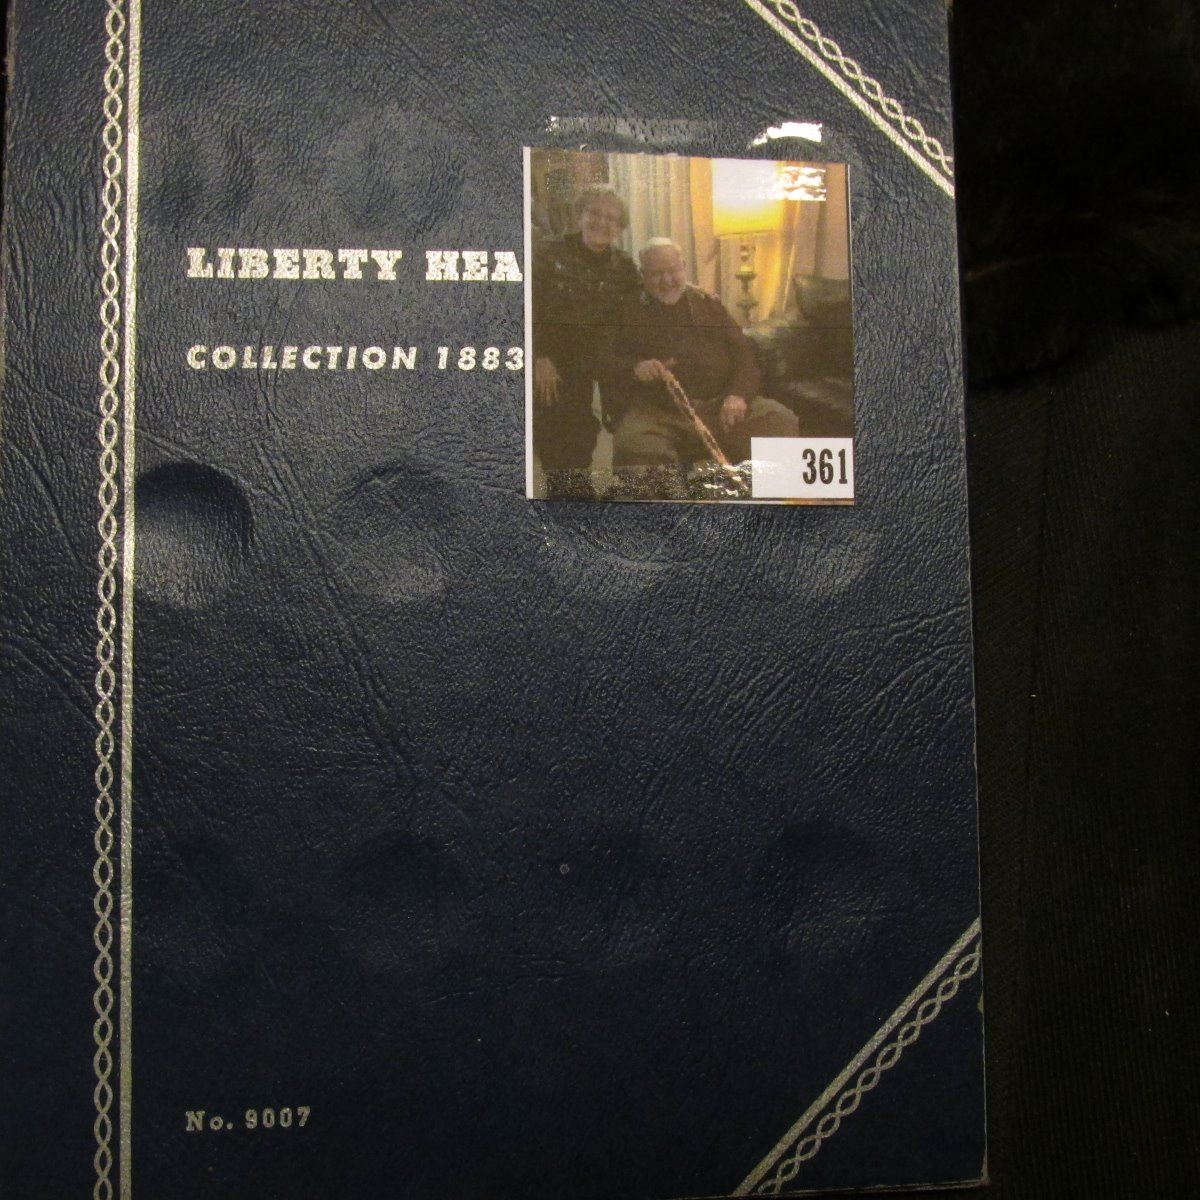 LIBERTY HEA
COLLECTION 1883
361
No. 9007